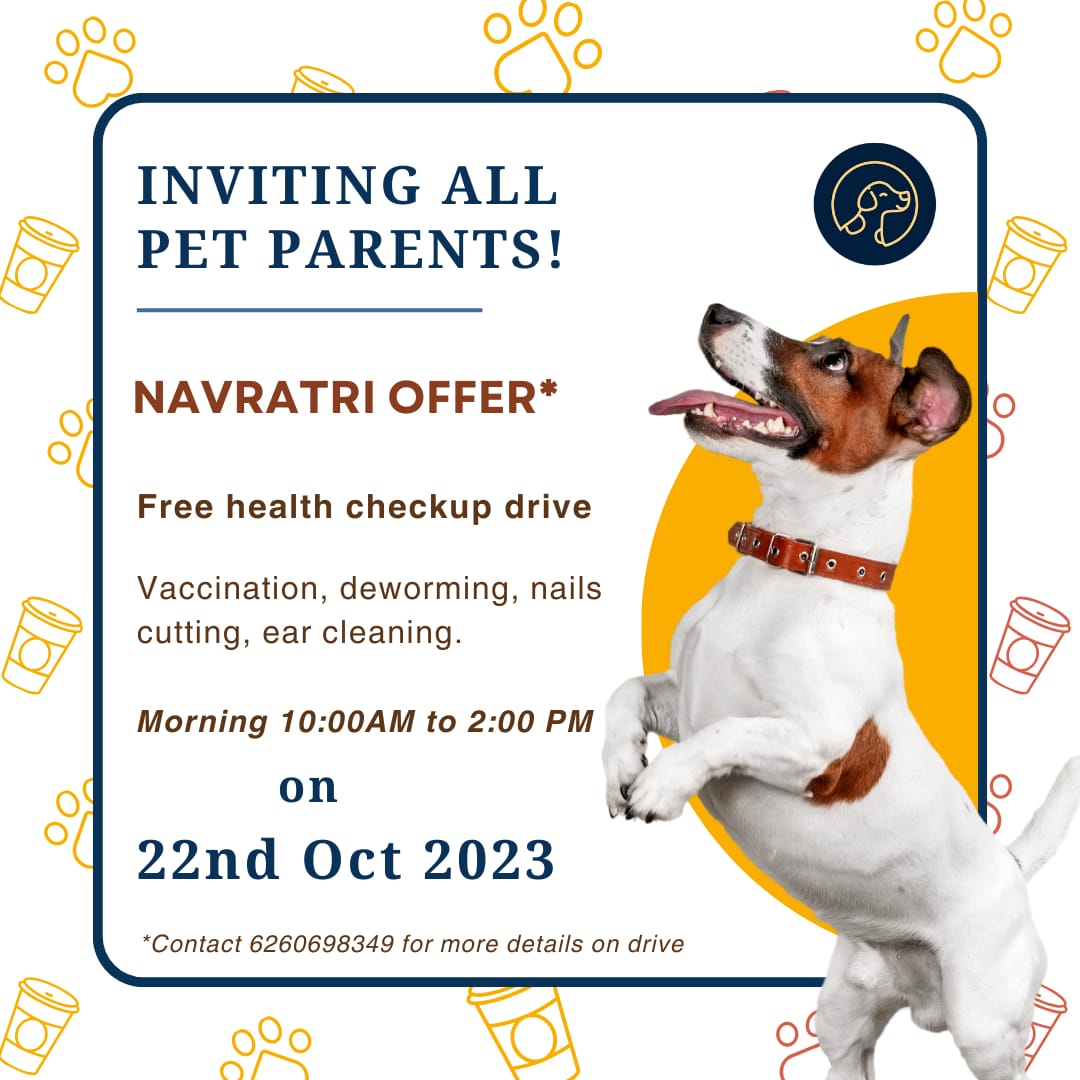 INVITING ALL
PET PARENTS!
NAVRATRI OFFER*
Free health checkup drive
Vaccination, deworming, nails
cutting, ear cleaning.
Morning 10:00AM to 2:00 PM
on
22nd Oct 2023
*Contact 6260698349 for more details on drive